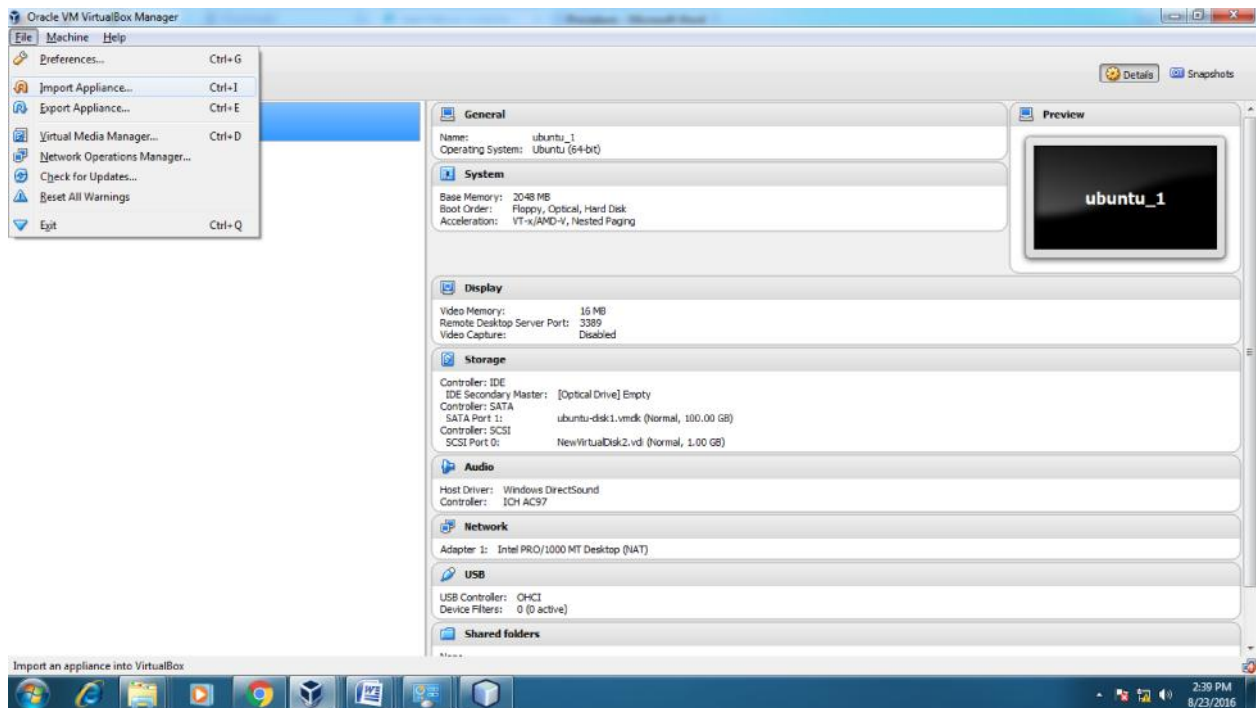 Oracle VM VirtualBox Manager
File Machine Help
Preferences... Ctrl+G
Import Appliance... Ctrl+I
Export Appliance... Ctrl+E
Virtual Media Manager... Ctrl+D
Network Operations Manager...
Check for Updates...
Reset All Warnings
Exit Ctrl+Q
Details Snapshots
General
Name: ubuntu_1
Operating System: Ubuntu (64-bit)
System
Base Memory: 2048 MB
Boot Order: Floppy, Optical, Hard Disk
Acceleration: VT-x/AMD-V, Nested Paging
Preview
ubuntu_1
Display
Video Memory: 16 MB
Remote Desktop Server Port: 3389
Video Capture: Disabled
Storage
Controller: IDE
IDE Secondary Master: [Optical Drive] Empty
Controller: SATA
SATA Port 1: ubuntu-disk1.vmdk (Normal, 100.00 GB)
Controller: SCSI
SCSI Port 0: NewVirtualDisk2.vdi (Normal, 1.00 GB)
Audio
Host Driver: Windows DirectSound
Controller: ICH AC97
Network
Adapter 1: Intel PRO/1000 MT Desktop (NAT)
USB
USB Controller: OHCI
Device Filters: 0 (0 active)
Shared folders
Import an appliance into VirtualBox
2:39 PM
8/23/2016